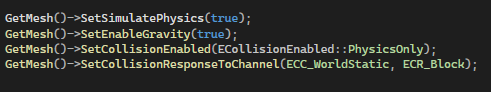 GetMesh()->SetSimulatePhysics(true);
GetMesh()->SetEnableGravity(true);
GetMesh()->SetCollisionEnabled(ECollisionEnabled::PhysicsOnly);
GetMesh()->SetCollisionResponseToChannel(ECC_WorldStatic, ECR_Block);